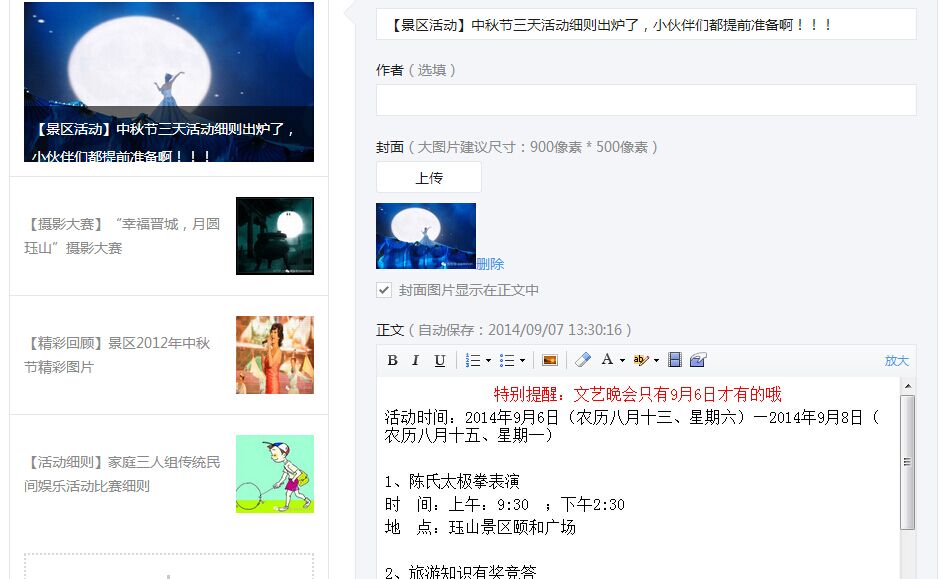 【景区活动】中秋节三天活动细则出炉了，
小伙伴们都提前准备啊！！！
【摄影大赛】“幸福晋城，月圆
珏山”摄影大赛
【精彩回顾】景区2012年中秋
节精彩图片
【活动细则】家庭三人组传统民
间娱乐活动比赛细则
【景区活动】中秋节三天活动细则出炉了，小伙伴们都提前准备啊！！！
作者（选填）
封面（大图片建议尺寸：900像素 * 500像素）
上传
删除
封面图片显示在正文中
正文（自动保存：2014/09/07 13:30:16）
B I U A ab 放大
特别提醒：文艺晚会只有9月6日才有的哦
活动时间：2014年9月6日（农历八月十三、星期六）—2014年9月8日（
农历八月十五、星期一）
1、陈氏太极拳表演
时　间：上午：9:30　；下午2:30
地　点：珏山景区颐和广场
2、旅游知识有奖竞答